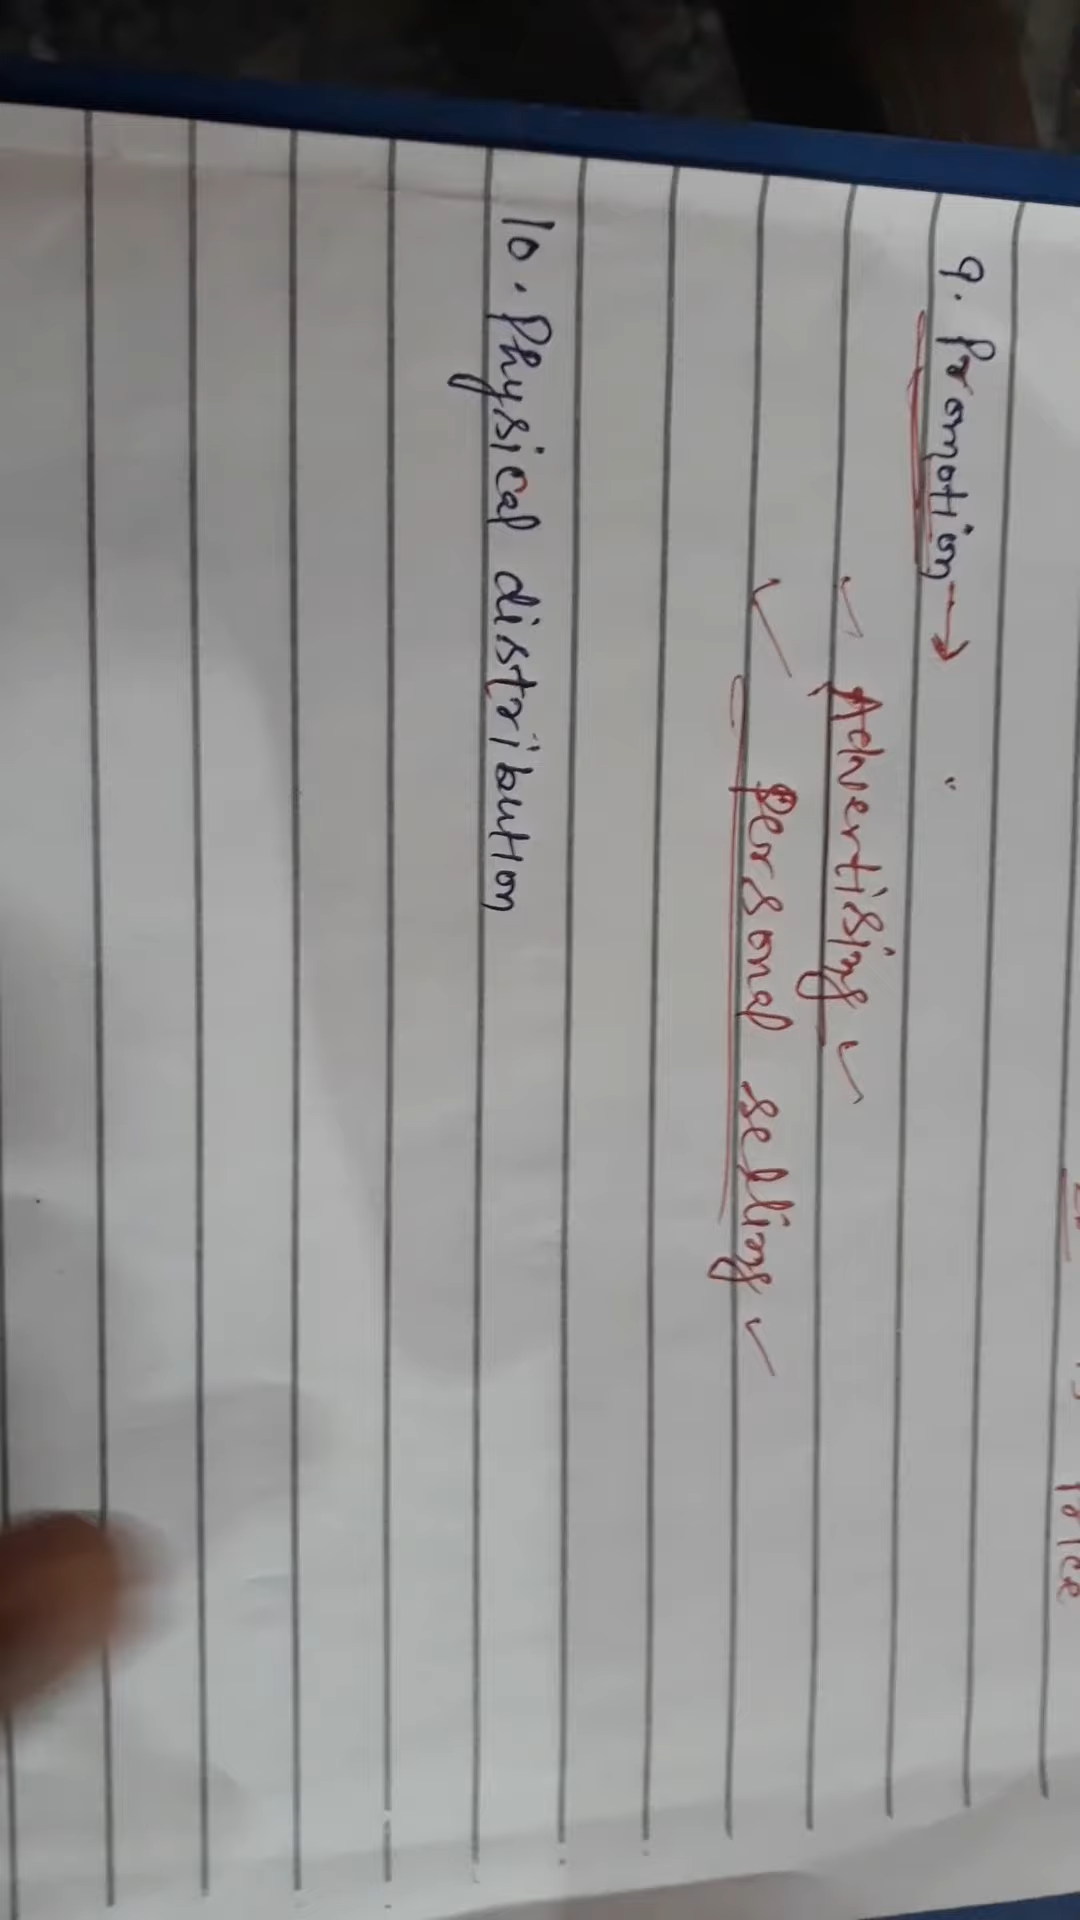 9. Promotion →
✓ Advertising ✓
✓ Personal selling ✓
10. Physical distribution